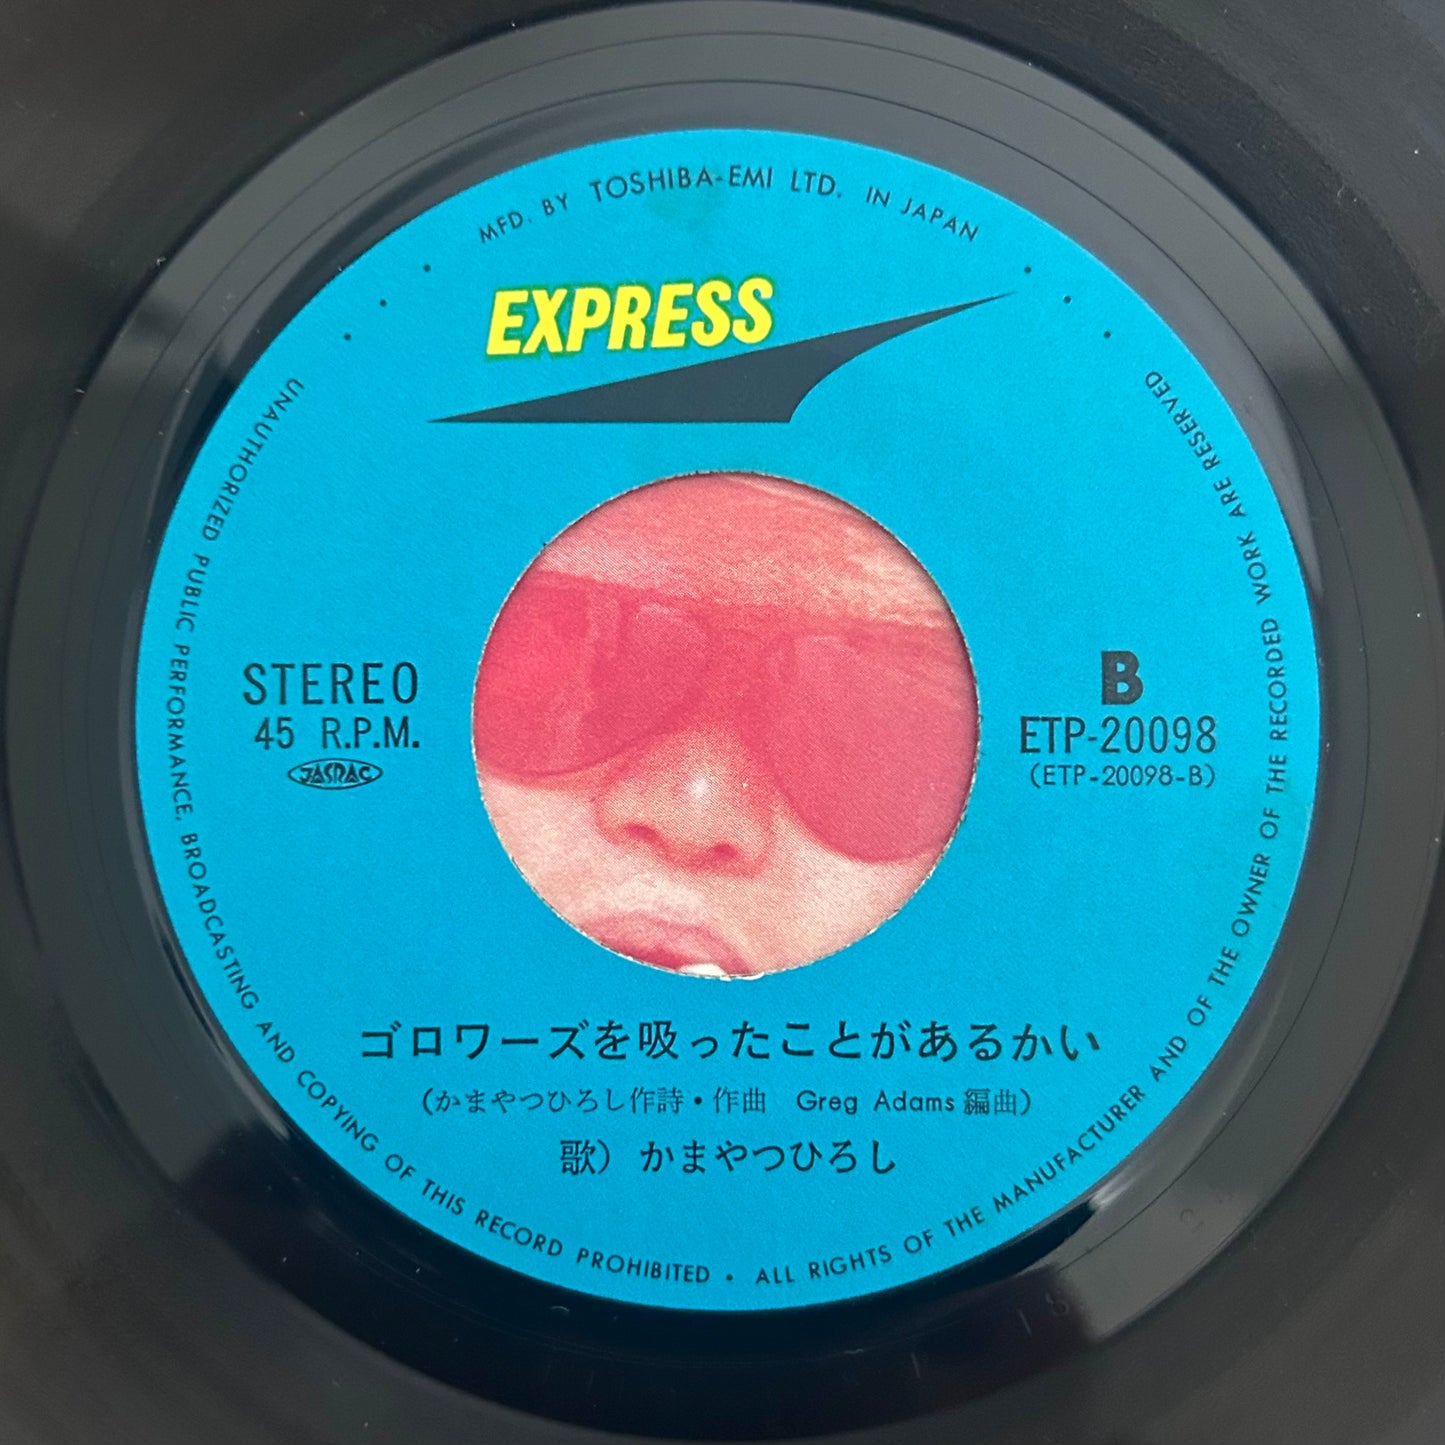 MFD. BY TOSHIBA-EMI LTD. IN JAPAN
EXPRESS
STEREO
45 R.P.M.
JASRAC
B
ETP-20098
(ETP-20098-B)
ゴロワーズを吸ったことがあるかい
(かまやつひろし作詩・作曲 Greg Adams 編曲)
歌) かまやつひろし
UNAUTHORIZED PUBLIC PERFORMANCE, BROADCASTING AND COPYING OF THIS RECORD PROHIBITED • ALL RIGHTS OF THE MANUFACTURER AND OF THE OWNER OF THE RECORDED WORK ARE RESERVED